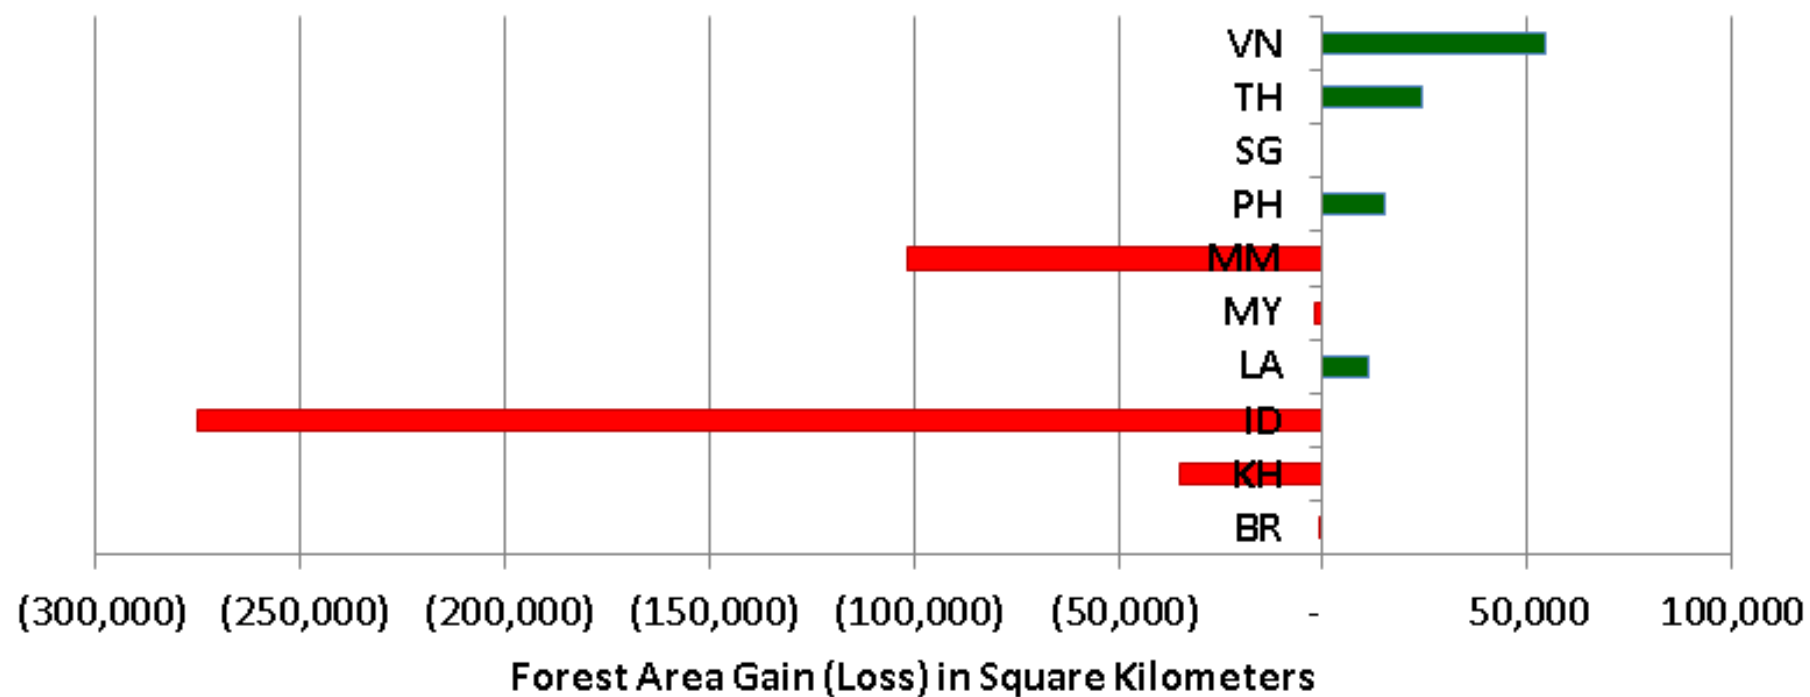 VN
TH
SG
PH
MM
MY
LA
ID
KH
BR
(300,000) (250,000) (200,000) (150,000) (100,000) (50,000) - 50,000 100,000
Forest Area Gain (Loss) in Square Kilometers